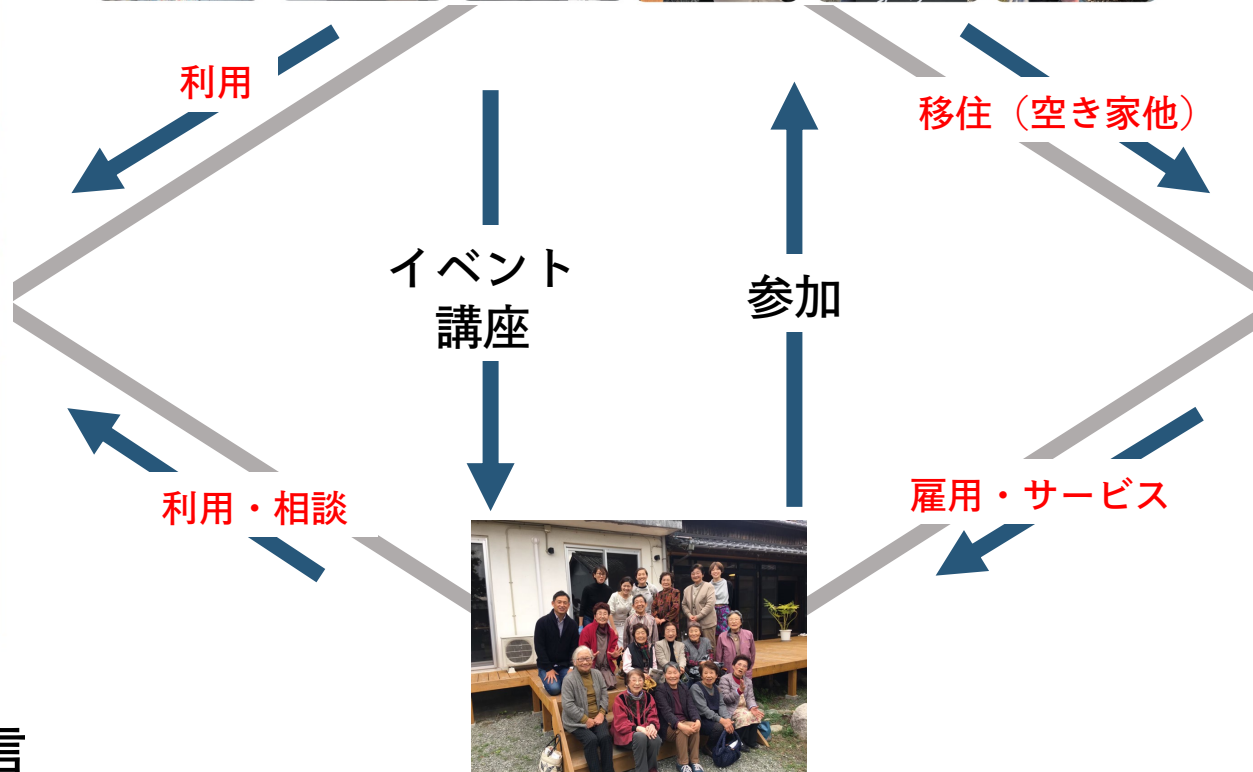 利用
移住（空き家他）
イベント
講座
参加
利用・相談
雇用・サービス
信